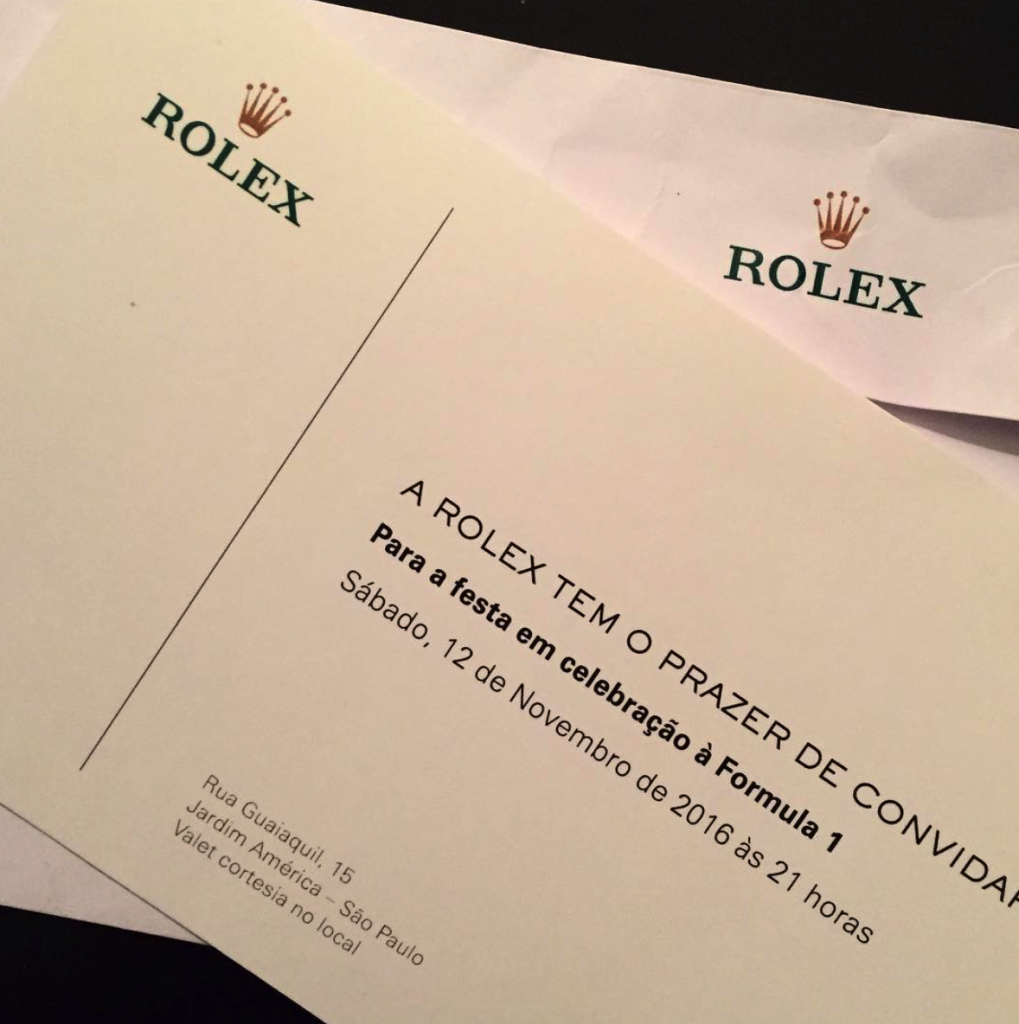 ROLEX
ROLEX
A ROLEX TEM O PRAZER DE CONVIDAR
Para a festa em celebração à Formula 1
Sábado, 12 de Novembro de 2016 às 21 horas
Rua Guaiaquil, 15
Jardim América – São Paulo
Valet cortesia no local